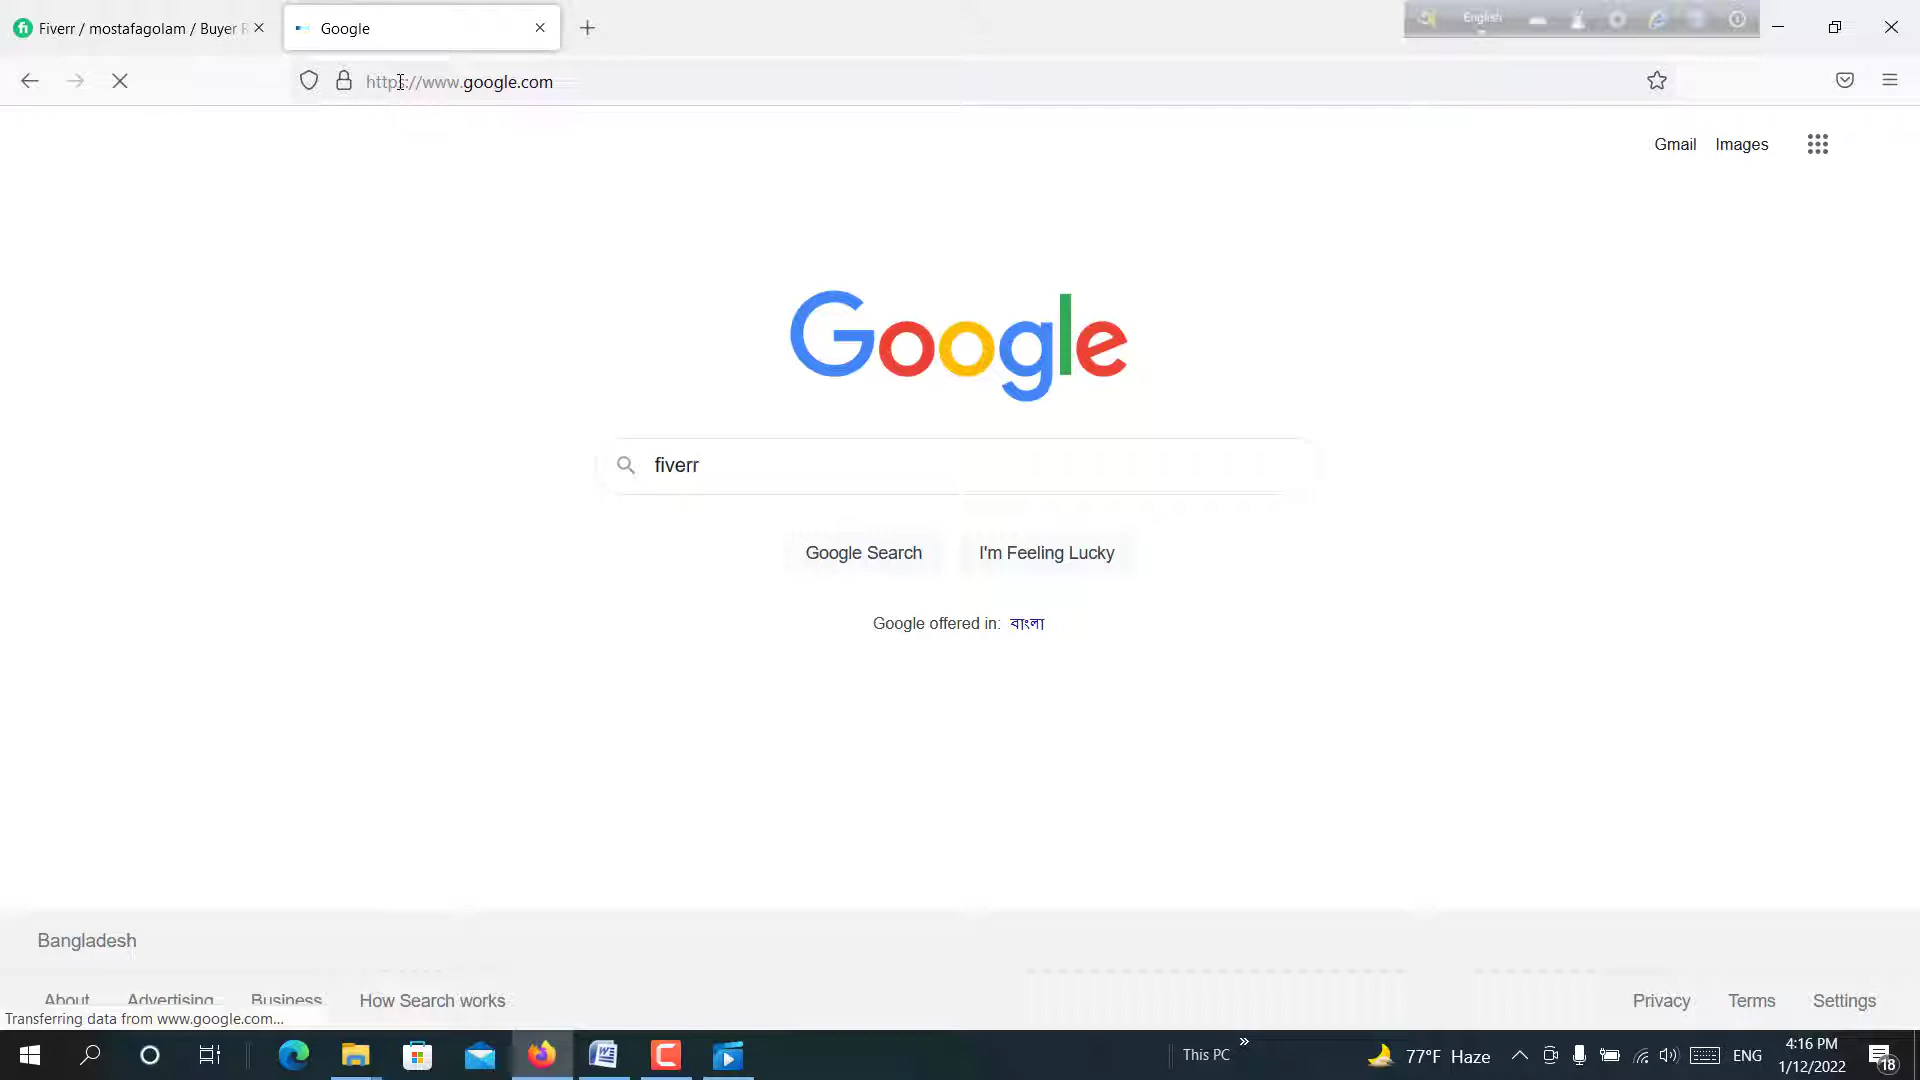 Fiverr / mostafagolam / Buyer R
Google
English
https://www.google.com
Gmail Images
Google
fiverr
Google Search I'm Feeling Lucky
Google offered in: বাংলা
Bangladesh
About Advertising Business How Search works
Privacy Terms Settings
Transferring data from www.google.com...
This PC
77°F Haze
ENG
4:16 PM
1/12/2022
18